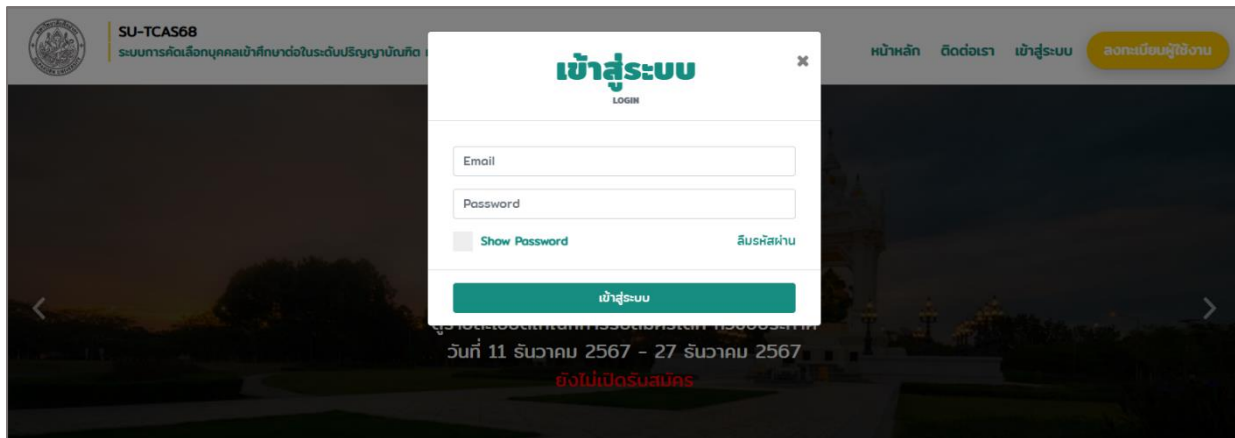 SU-TCAS68
ระบบการคัดเลือกบุคคลเข้าศึกษาต่อในระดับปริญญาบัณฑิต
หน้าหลัก ติดต่อเรา เข้าสู่ระบบ ลงทะเบียนผู้ใช้งาน
เข้าสู่ระบบ
LOGIN
Email
Password
Show Password ลืมรหัสผ่าน
เข้าสู่ระบบ
วันที่ 11 ธันวาคม 2567 - 27 ธันวาคม 2567
ยังไม่เปิดรับสมัคร